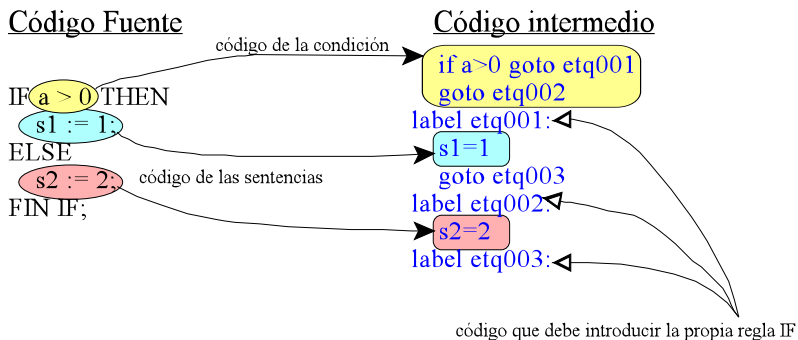 Código Fuente
Código intermedio
código de la condición
IF a > 0 THEN
s1 := 1;
ELSE
s2 := 2;
FIN IF;
código de las sentencias
if a>0 goto etq001
goto etq002
label etq001:
s1=1
goto etq003
label etq002:
s2=2
label etq003:
código que debe introducir la propia regla IF